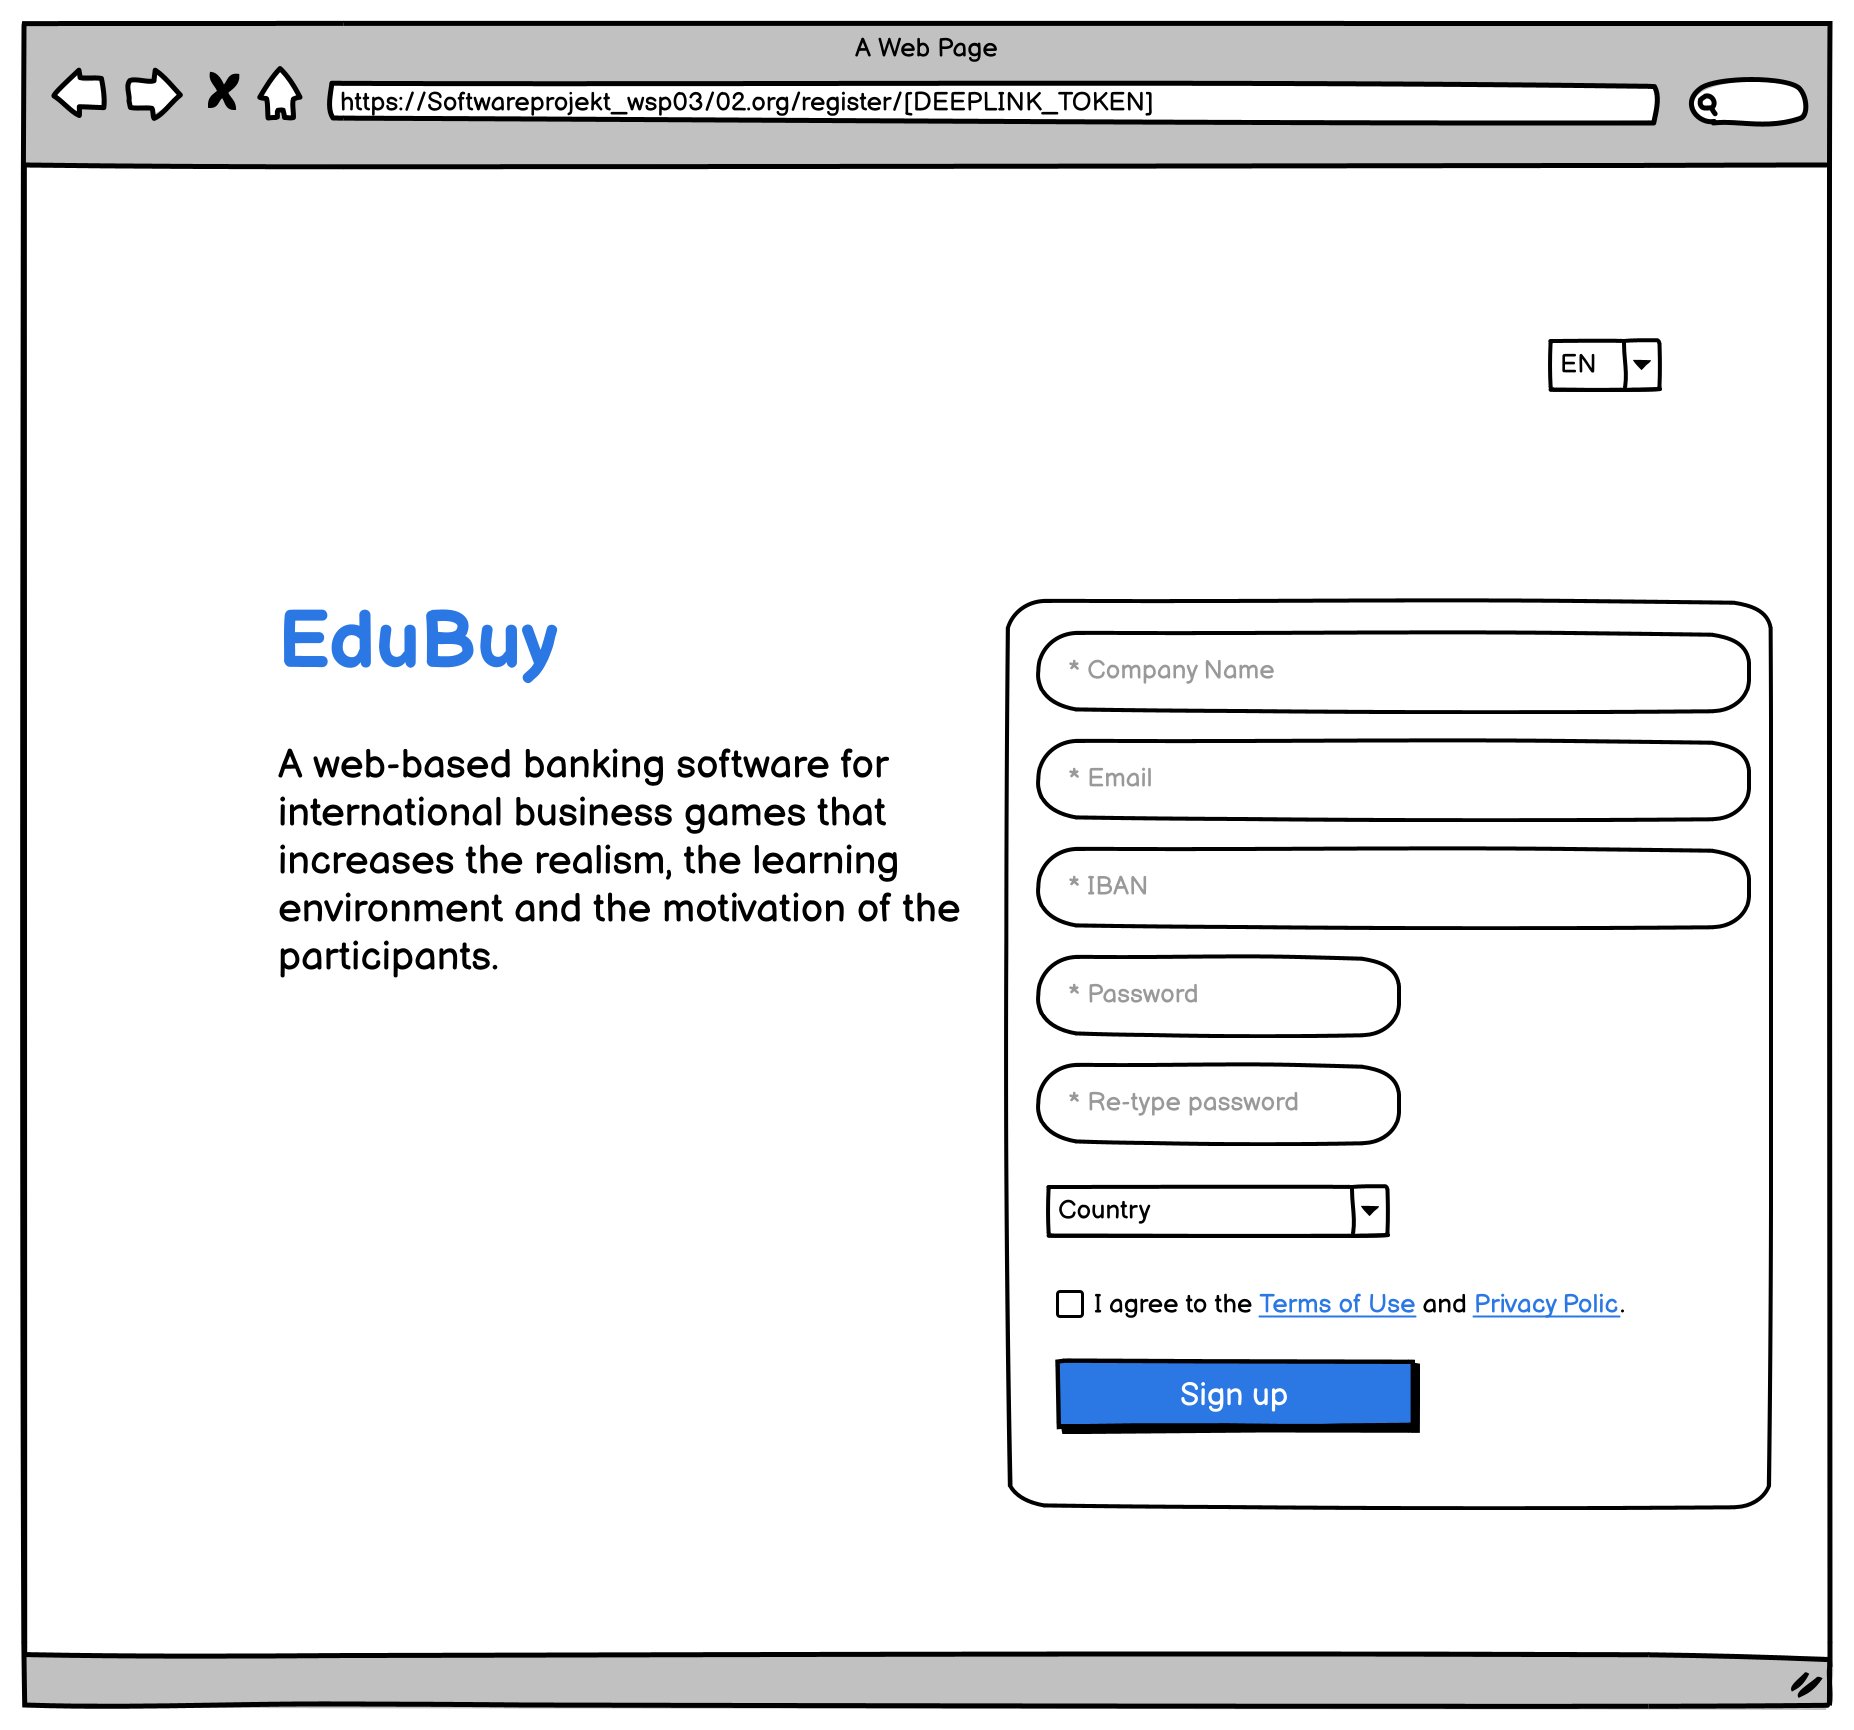 A Web Page
https://Softwareprojekt_wsp03/02.org/register/[DEEPLINK_TOKEN]
EN
EduBuy
A web-based banking software for
international business games that
increases the realism, the learning
environment and the motivation of the
participants.
* Company Name
* Email
* IBAN
* Password
* Re-type password
Country
I agree to the Terms of Use and Privacy Polic.
Sign up